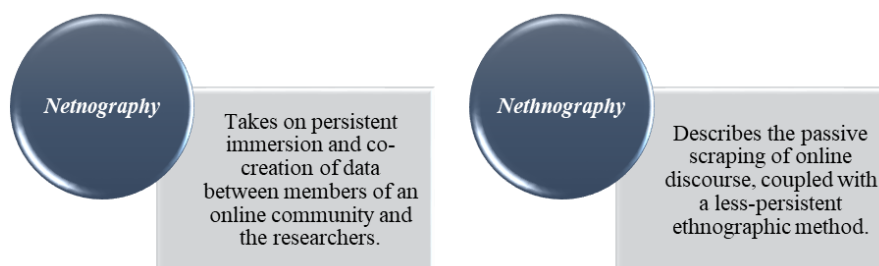 Netnography
Takes on persistent
immersion and co-
creation of data
between members of an
online community and
the researchers.
Nethnography
Describes the passive
scraping of online
discourse, coupled with
a less-persistent
ethnographic method.